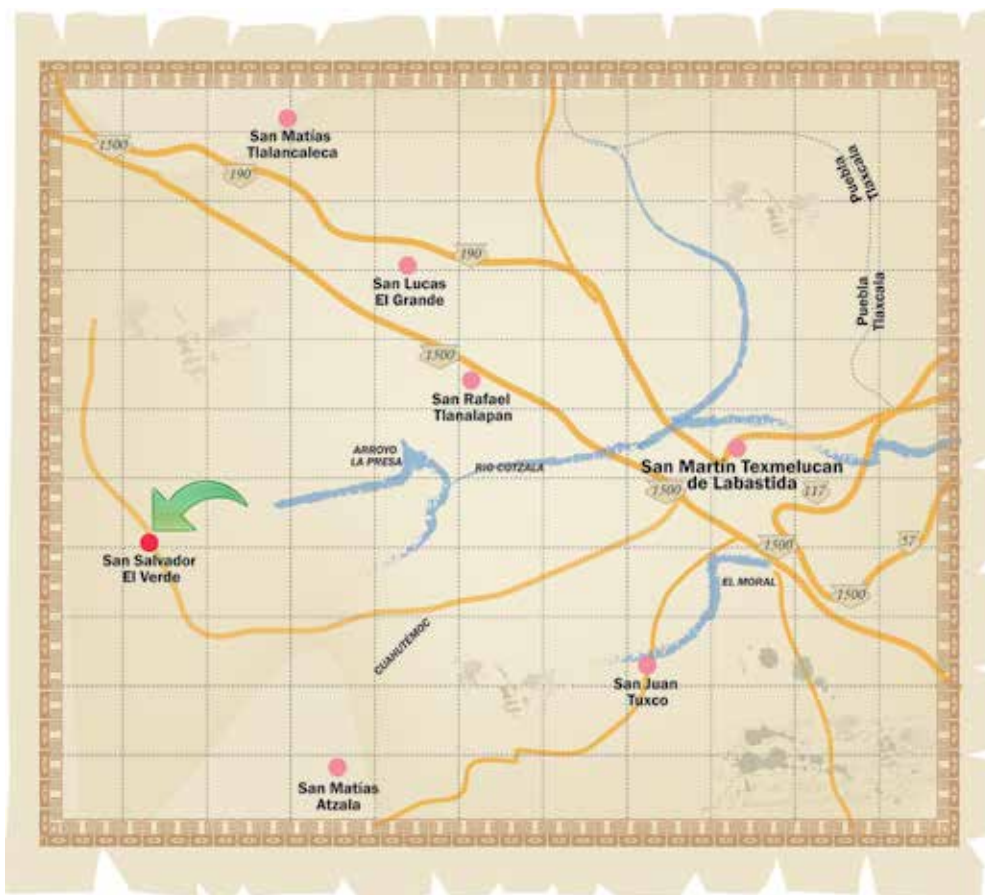 San Matías
Tlalancaleca
1500
190
Puebla
Tlaxcala
190
San Lucas
El Grande
Puebla
Tlaxcala
1500
San Rafael
Tlanalapan
ARROYO
LA PRESA
RIO COTZALA
San Martín Texmelucan
de Labastida
1500
117
San Salvador
El Verde
1500
57
EL MORAL
1500
CUAHUTÉMOC
San Juan
Tuxco
San Matías
Atzala